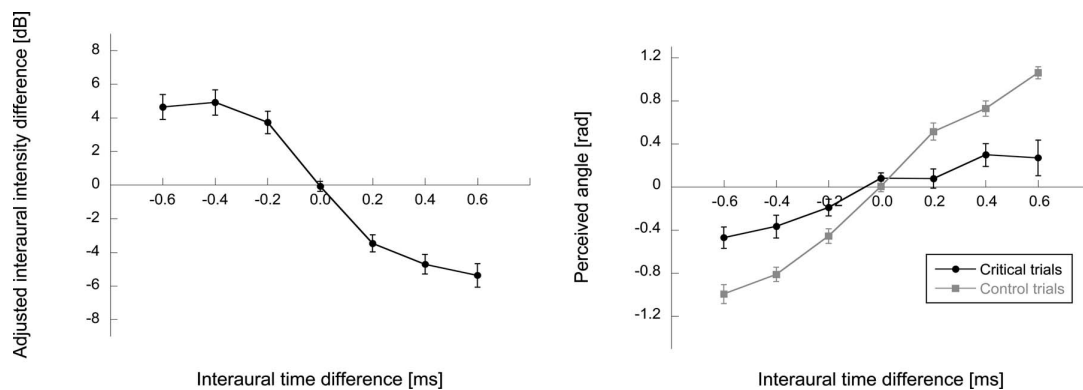 Adjusted interaural intensity difference [dB]
8
6
4
2
0
-2
-4
-6
-8
-0.6 -0.4 -0.2 0.0 0.2 0.4 0.6
Interaural time difference [ms]
Perceived angle [rad]
1.2
0.8
0.4
0
-0.4
-0.8
-1.2
-0.6 -0.4 -0.2 0.0 0.2 0.4 0.6
Critical trials
Control trials
Interaural time difference [ms]